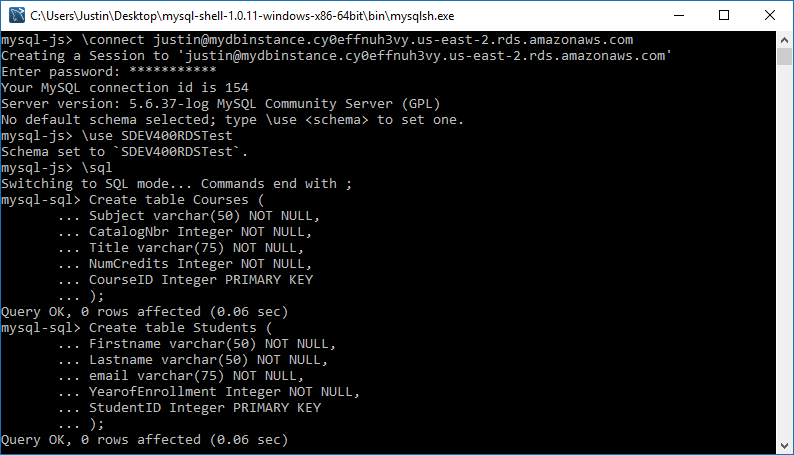 C:\Users\Justin\Desktop\mysql-shell-1.0.11-windows-x86-64bit\bin\mysqlsh.exe
mysql-js> \connect justin@mydbinstance.cy0effnuh3vy.us-east-2.rds.amazonaws.com
Creating a Session to 'justin@mydbinstance.cy0effnuh3vy.us-east-2.rds.amazonaws.com'
Enter password: ***********
Your MySQL connection id is 154
Server version: 5.6.37-log MySQL Community Server (GPL)
No default schema selected; type \use <schema> to set one.
mysql-js> \use SDEV400RDSTest
Schema set to `SDEV400RDSTest`.
mysql-js> \sql
Switching to SQL mode... Commands end with ;
mysql-sql> Create table Courses (
       ... Subject varchar(50) NOT NULL,
       ... CatalogNbr Integer NOT NULL,
       ... Title varchar(75) NOT NULL,
       ... NumCredits Integer NOT NULL,
       ... CourseID Integer PRIMARY KEY
       ... );
Query OK, 0 rows affected (0.06 sec)
mysql-sql> Create table Students (
       ... Firstname varchar(50) NOT NULL,
       ... Lastname varchar(50) NOT NULL,
       ... email varchar(75) NOT NULL,
       ... YearofEnrollment Integer NOT NULL,
       ... StudentID Integer PRIMARY KEY
       ... );
Query OK, 0 rows affected (0.06 sec)